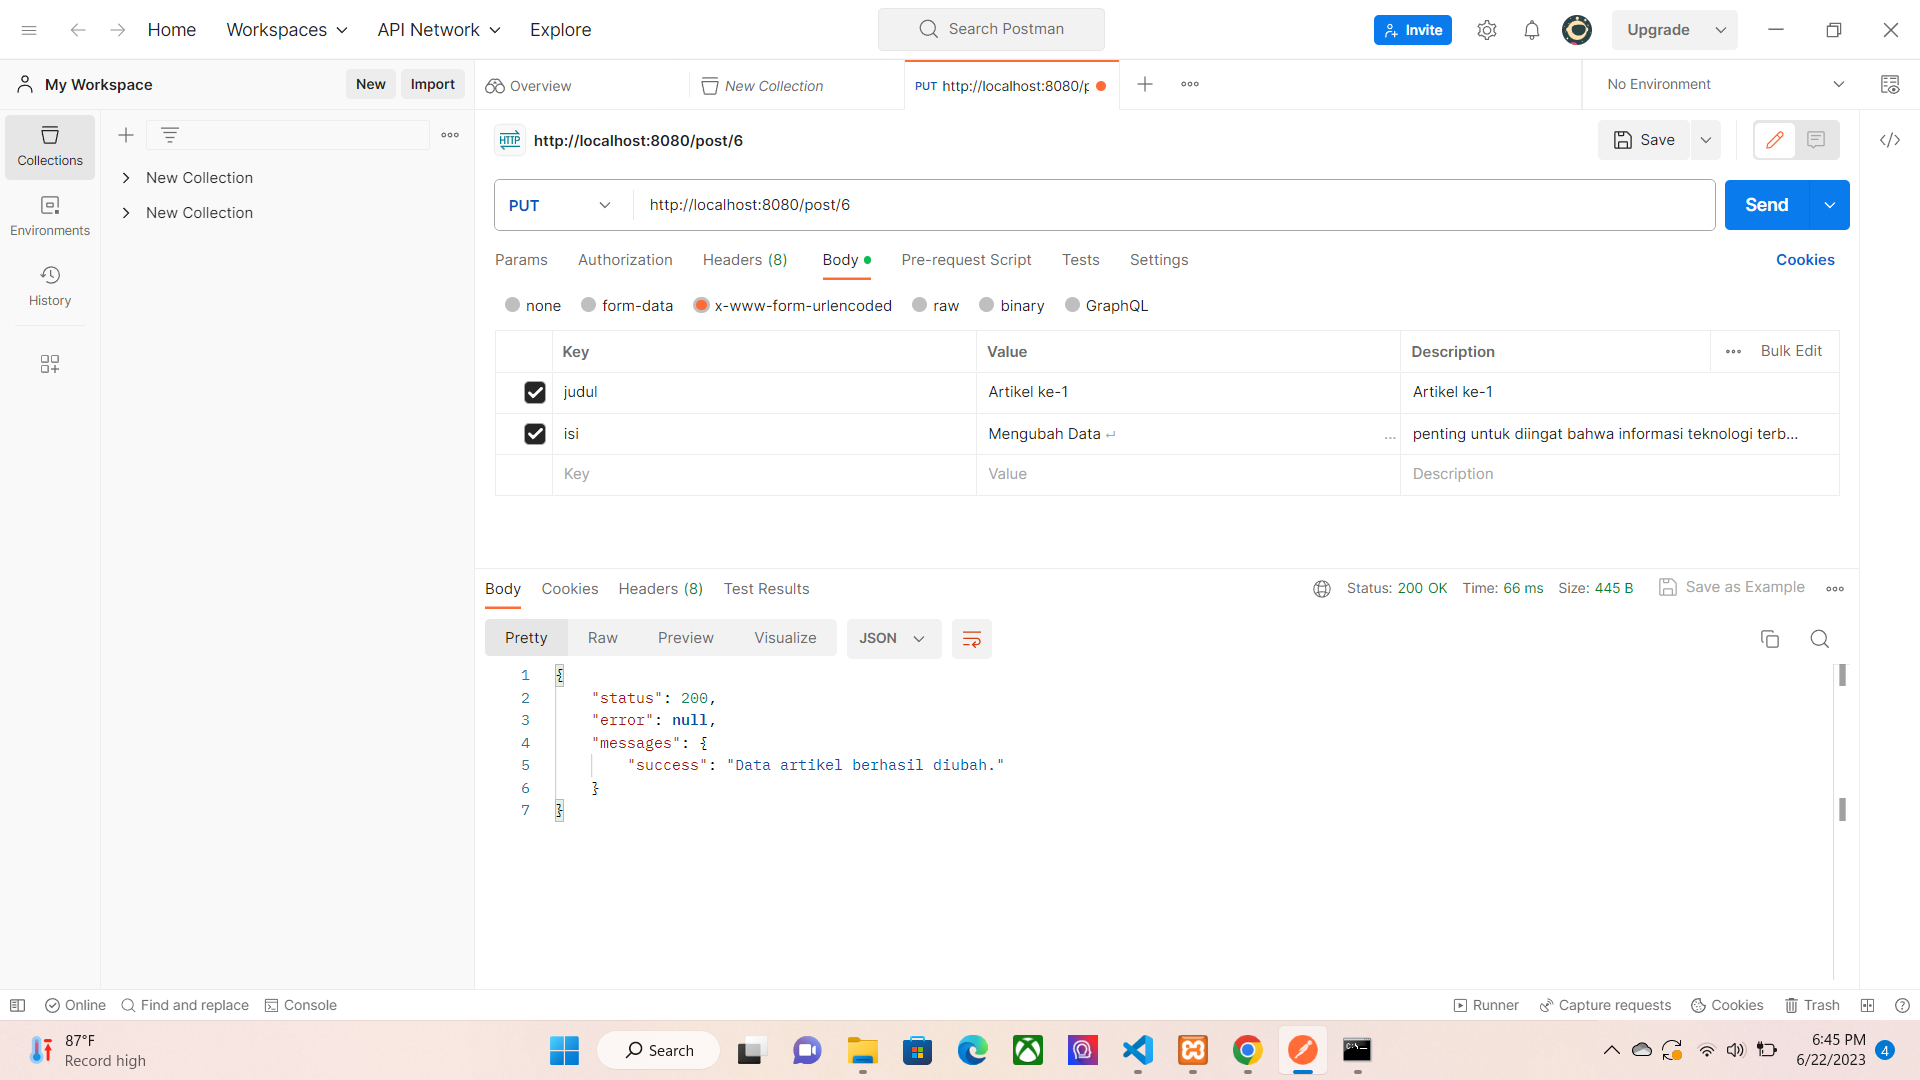 Home
Workspaces
API Network
Explore
Search Postman
Invite
Upgrade
My Workspace
New
Import
Overview
New Collection
PUT http://localhost:8080/p
No Environment
Collections
Environments
History
New Collection
New Collection
HTTP http://localhost:8080/post/6
Save
PUT
http://localhost:8080/post/6
Send
Params
Authorization
Headers (8)
Body
Pre-request Script
Tests
Settings
Cookies
none
form-data
x-www-form-urlencoded
raw
binary
GraphQL
Key
Value
Description
Bulk Edit
judul
Artikel ke-1
Artikel ke-1
isi
Mengubah Data ↵
...
penting untuk diingat bahwa informasi teknologi terb...
Key
Value
Description
Body
Cookies
Headers (8)
Test Results
Status: 200 OK
Time: 66 ms
Size: 445 B
Save as Example
Pretty
Raw
Preview
Visualize
JSON
1 {
2 "status": 200,
3 "error": null,
4 "messages": {
5 "success": "Data artikel berhasil diubah."
6 }
7 }
Online
Find and replace
Console
Runner
Capture requests
Cookies
Trash
87°F
Record high
Search
6:45 PM
6/22/2023
4